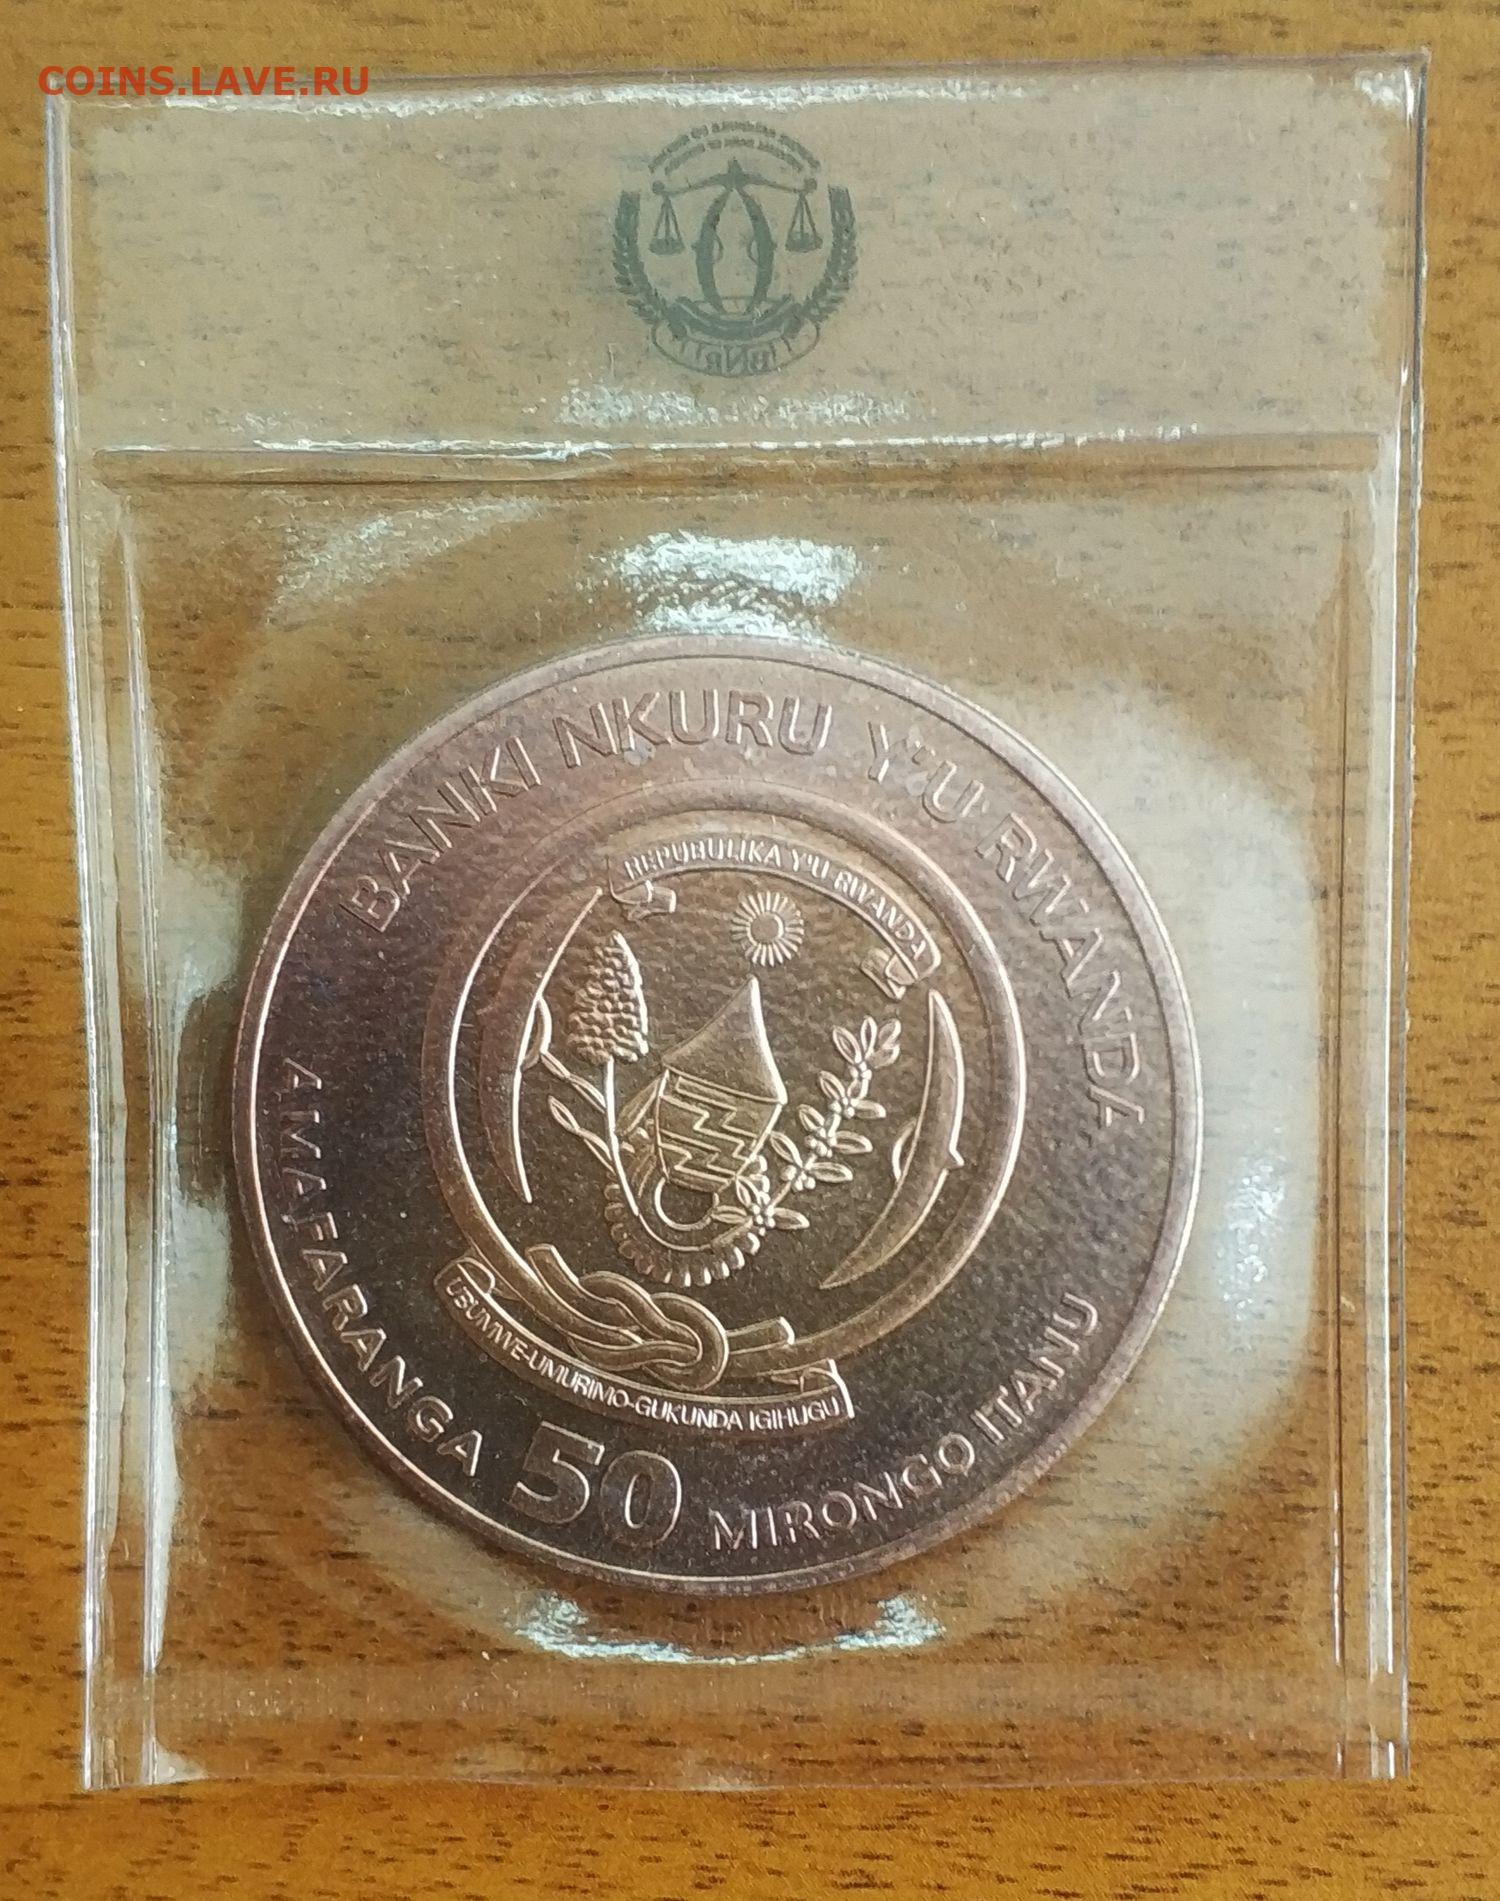 COINS.LAVE.RU
BANKI NKURU Y'U RWANDA
REPUBULIKA Y'U RWANDA
UBUMWE-UMURIMO-GUKUNDA IGIHUGU
AMAFARANGA 50 MIRONGO ITANU